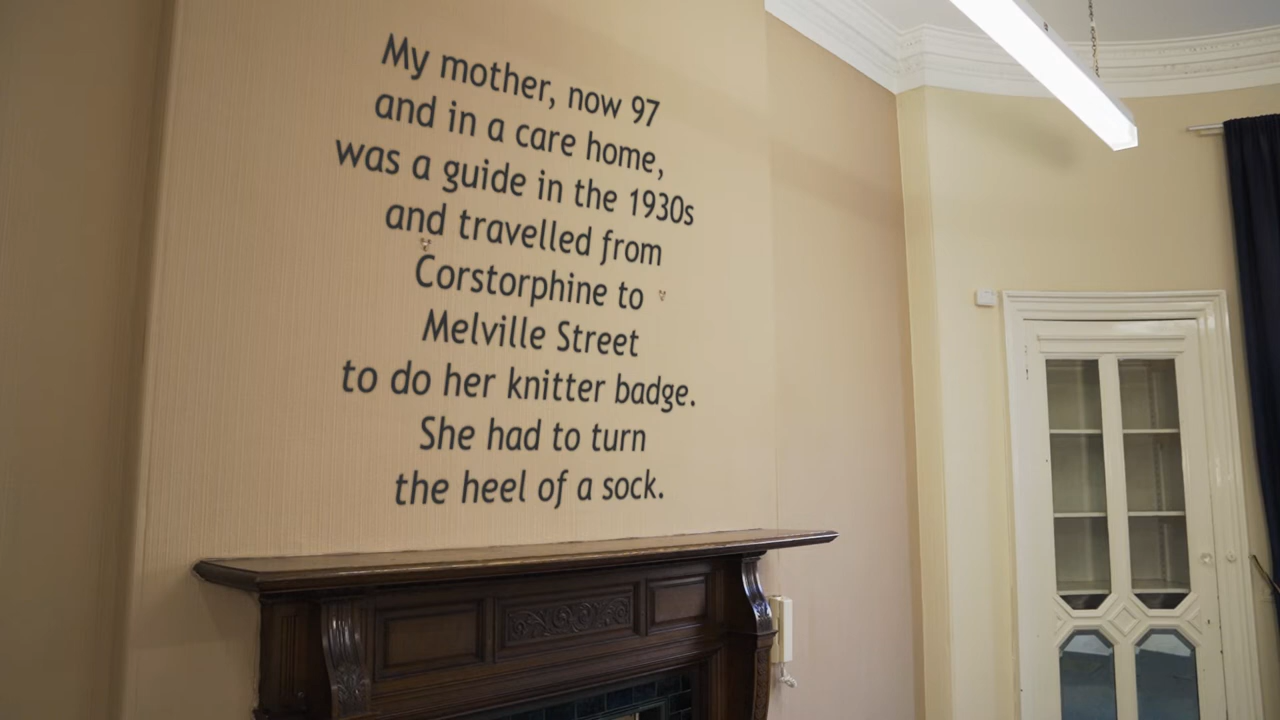 My mother, now 97
and in a care home,
was a guide in the 1930s
and travelled from
Corstorphine to
Melville Street
to do her knitter badge.
She had to turn
the heel of a sock.